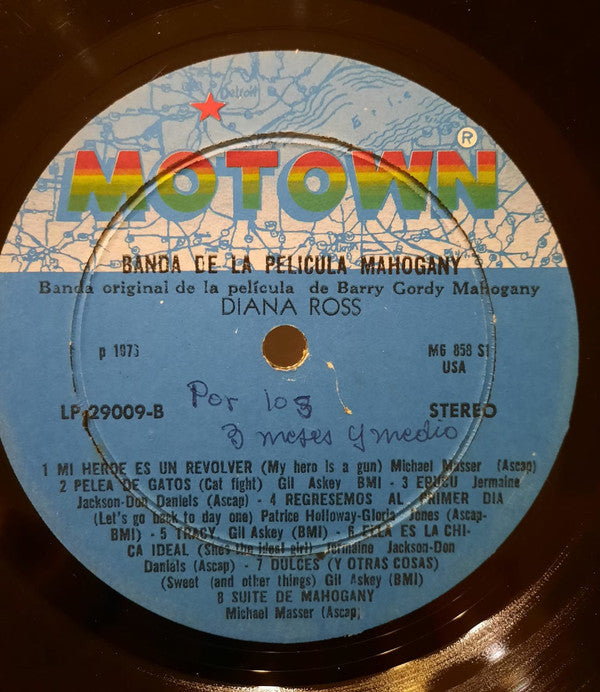 Detroit
MOTOWN ®
BANDA DE LA PELICULA MAHOGANY
Banda original de la película de Barry Gordy Mahogany
DIANA ROSS
p 1975
M6 858 S1
USA
LP 29009-B
STEREO
Por los
3 meses y medio
1 MI HEROE ES UN REVOLVER (My hero is a gun) Michael Masser (Ascap)
2 PELEA DE GATOS (Cat fight) Gil Askey BMI - 3 ERUCU Jermaine
Jackson-Don Daniels (Ascap) - 4 REGRESEMOS AL PRIMER DIA
(Let's go back to day one) Patrice Holloway-Gloria Jones (Ascap-
BMI) - 5 TRACY Gil Askey (BMI) - 6 ELLA ES LA CHI-
CA IDEAL (Shes the ideal girl) Jermaine Jackson-Don
Daniels (Ascap) - 7 DULCES (Y OTRAS COSAS)
(Sweet (and other things) Gil Askey (BMI)
8 SUITE DE MAHOGANY
Michael Masser (Ascap)